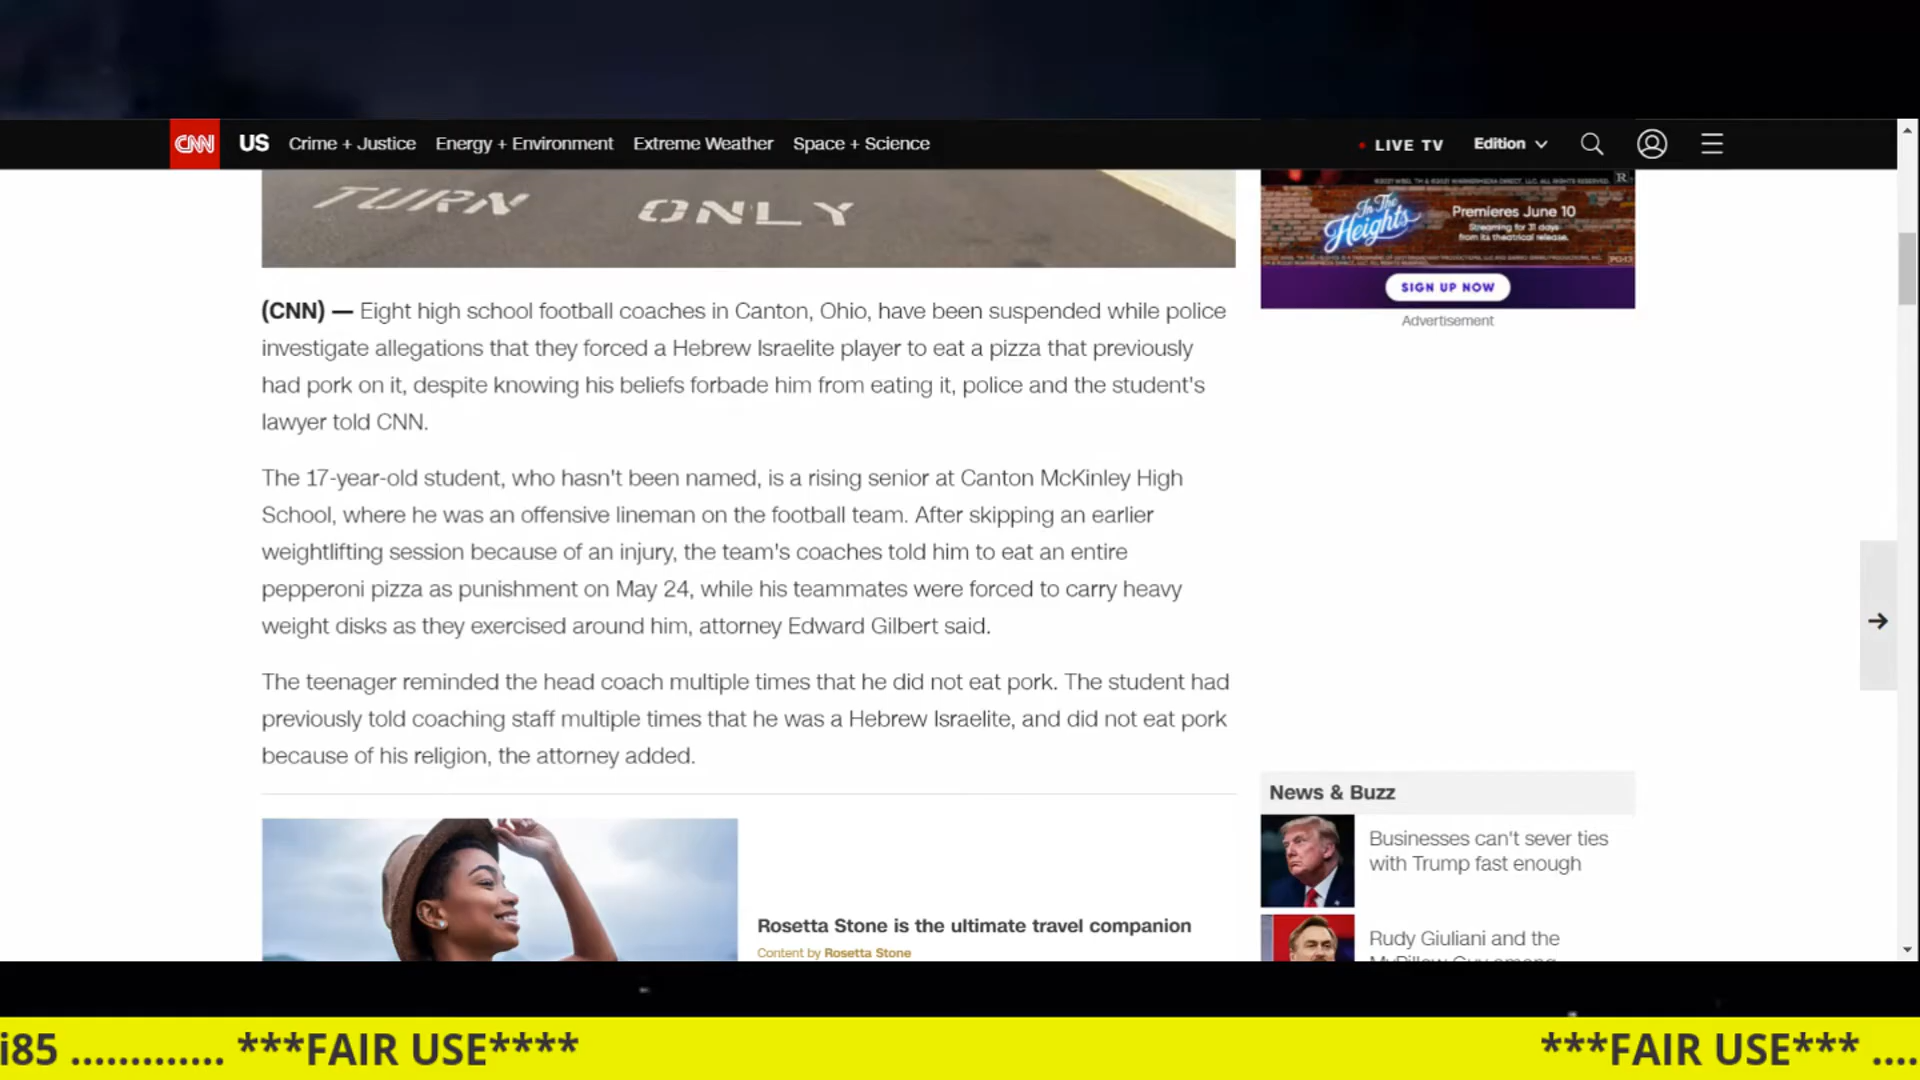 CNN US Crime + Justice Energy + Environment Extreme Weather Space + Science LIVE TV Edition
TURN ONLY
R
In The Heights
Premieres June 10
Streaming for 31 days
from its theatrical release.
PG-13
SIGN UP NOW
Advertisement
(CNN) — Eight high school football coaches in Canton, Ohio, have been suspended while police
investigate allegations that they forced a Hebrew Israelite player to eat a pizza that previously
had pork on it, despite knowing his beliefs forbade him from eating it, police and the student's
lawyer told CNN.
The 17-year-old student, who hasn't been named, is a rising senior at Canton McKinley High
School, where he was an offensive lineman on the football team. After skipping an earlier
weightlifting session because of an injury, the team's coaches told him to eat an entire
pepperoni pizza as punishment on May 24, while his teammates were forced to carry heavy
weight disks as they exercised around him, attorney Edward Gilbert said.
The teenager reminded the head coach multiple times that he did not eat pork. The student had
previously told coaching staff multiple times that he was a Hebrew Israelite, and did not eat pork
because of his religion, the attorney added.
Rosetta Stone is the ultimate travel companion
Content by Rosetta Stone
News & Buzz
Businesses can't sever ties
with Trump fast enough
Rudy Giuliani and the
i85 ............. ***FAIR USE**** ***FAIR USE*** ....